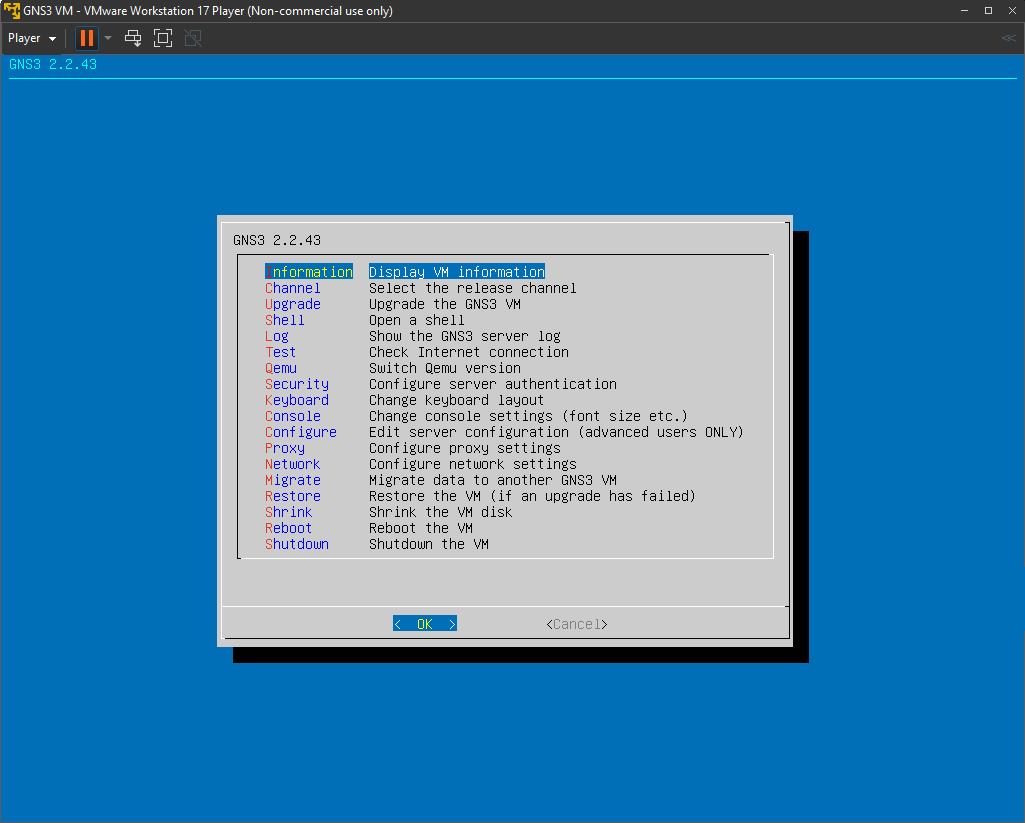 GNS3 VM - VMware Workstation 17 Player (Non-commercial use only)
Player
GNS3 2.2.43
GNS3 2.2.43
Information Display VM information
Channel Select the release channel
Upgrade Upgrade the GNS3 VM
Shell Open a shell
Log Show the GNS3 server log
Test Check Internet connection
Qemu Switch Qemu version
Security Configure server authentication
Keyboard Change keyboard layout
Console Change console settings (font size etc.)
Configure Edit server configuration (advanced users ONLY)
Proxy Configure proxy settings
Network Configure network settings
Migrate Migrate data to another GNS3 VM
Restore Restore the VM (if an upgrade has failed)
Shrink Shrink the VM disk
Reboot Reboot the VM
Shutdown Shutdown the VM
< OK > <Cancel>